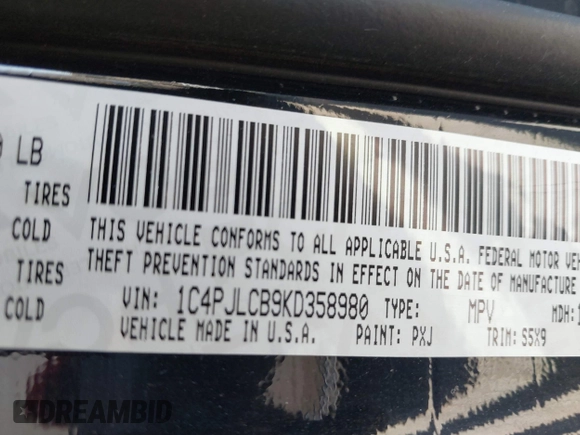 LB
TIRES
COLD
TIRES
COLD
THIS VEHICLE CONFORMS TO ALL APPLICABLE U.S.A. FEDERAL MOTOR
THEFT PREVENTION STANDARDS IN EFFECT ON THE DATE OF MANUFACTURE
VIN: 1C4PJLCB9KD358980 TYPE: MPV MDH:
VEHICLE MADE IN U.S.A. PAINT: PXJ TRIM: S5X9
DREAMBID